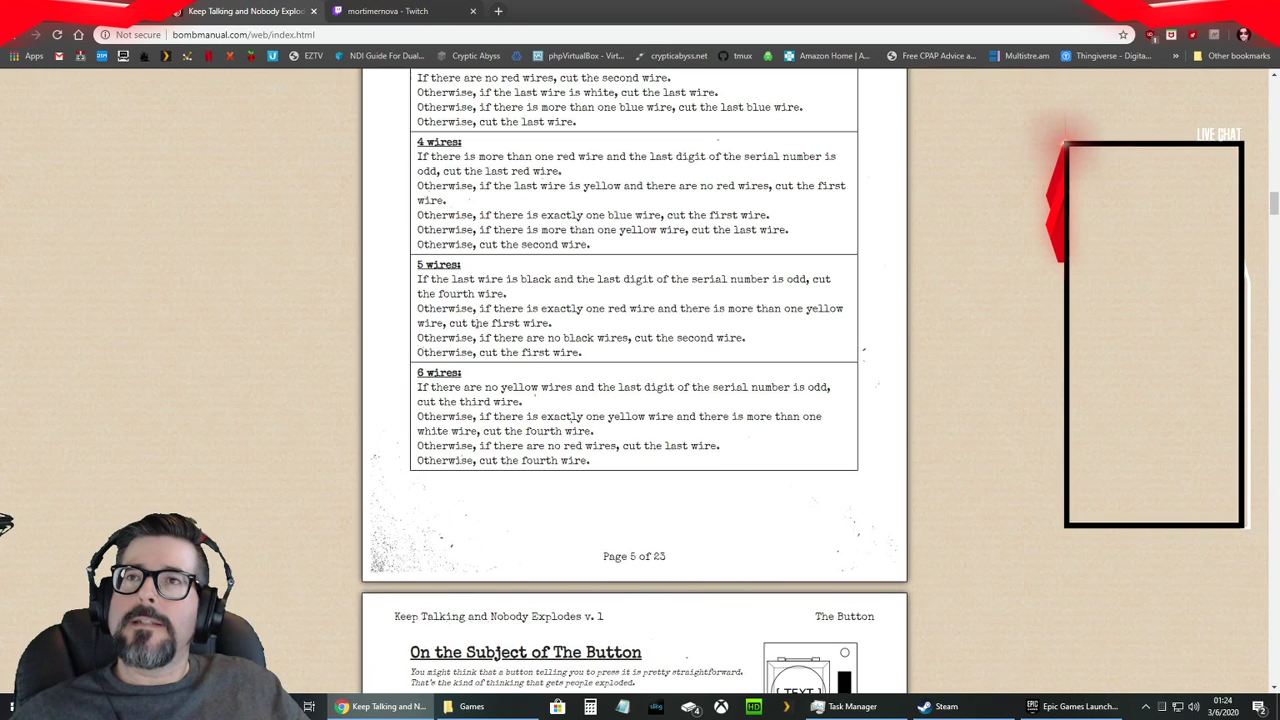 Keep Talking and Nobody Explod
mortimernova - Twitch
Not secure
bombmanual.com/web/index.html
Apps
EZTV
NDI Guide For Dual...
Cryptic Abyss
phpVirtualBox - Virt...
crypticabyss.net
tmux
Amazon Home | A...
Free CPAP Advice a...
Multistre.am
Thingiverse - Digita...
Other bookmarks
If there are no red wires, cut the second wire.
Otherwise, if the last wire is white, cut the last wire.
Otherwise, if there is more than one blue wire, cut the last blue wire.
Otherwise, cut the last wire.
4 wires:
If there is more than one red wire and the last digit of the serial number is
odd, cut the last red wire.
Otherwise, if the last wire is yellow and there are no red wires, cut the first
wire.
Otherwise, if there is exactly one blue wire, cut the first wire.
Otherwise, if there is more than one yellow wire, cut the last wire.
Otherwise, cut the second wire.
5 wires:
If the last wire is black and the last digit of the serial number is odd, cut
the fourth wire.
Otherwise, if there is exactly one red wire and there is more than one yellow
wire, cut the first wire.
Otherwise, if there are no black wires, cut the second wire.
Otherwise, cut the first wire.
6 wires:
If there are no yellow wires and the last digit of the serial number is odd,
cut the third wire.
Otherwise, if there is exactly one yellow wire and there is more than one
white wire, cut the fourth wire.
Otherwise, if there are no red wires, cut the last wire.
Otherwise, cut the fourth wire.
Page 5 of 23
LIVE CHAT
Keep Talking and Nobody Explodes v. 1
The Button
On the Subject of The Button
You might think that a button telling you to press it is pretty straightforward.
That's the kind of thinking that gets people exploded.
[TEXT]
Keep Talking and N...
Games
Task Manager
Steam
Epic Games Launch...
01:24
3/6/2020